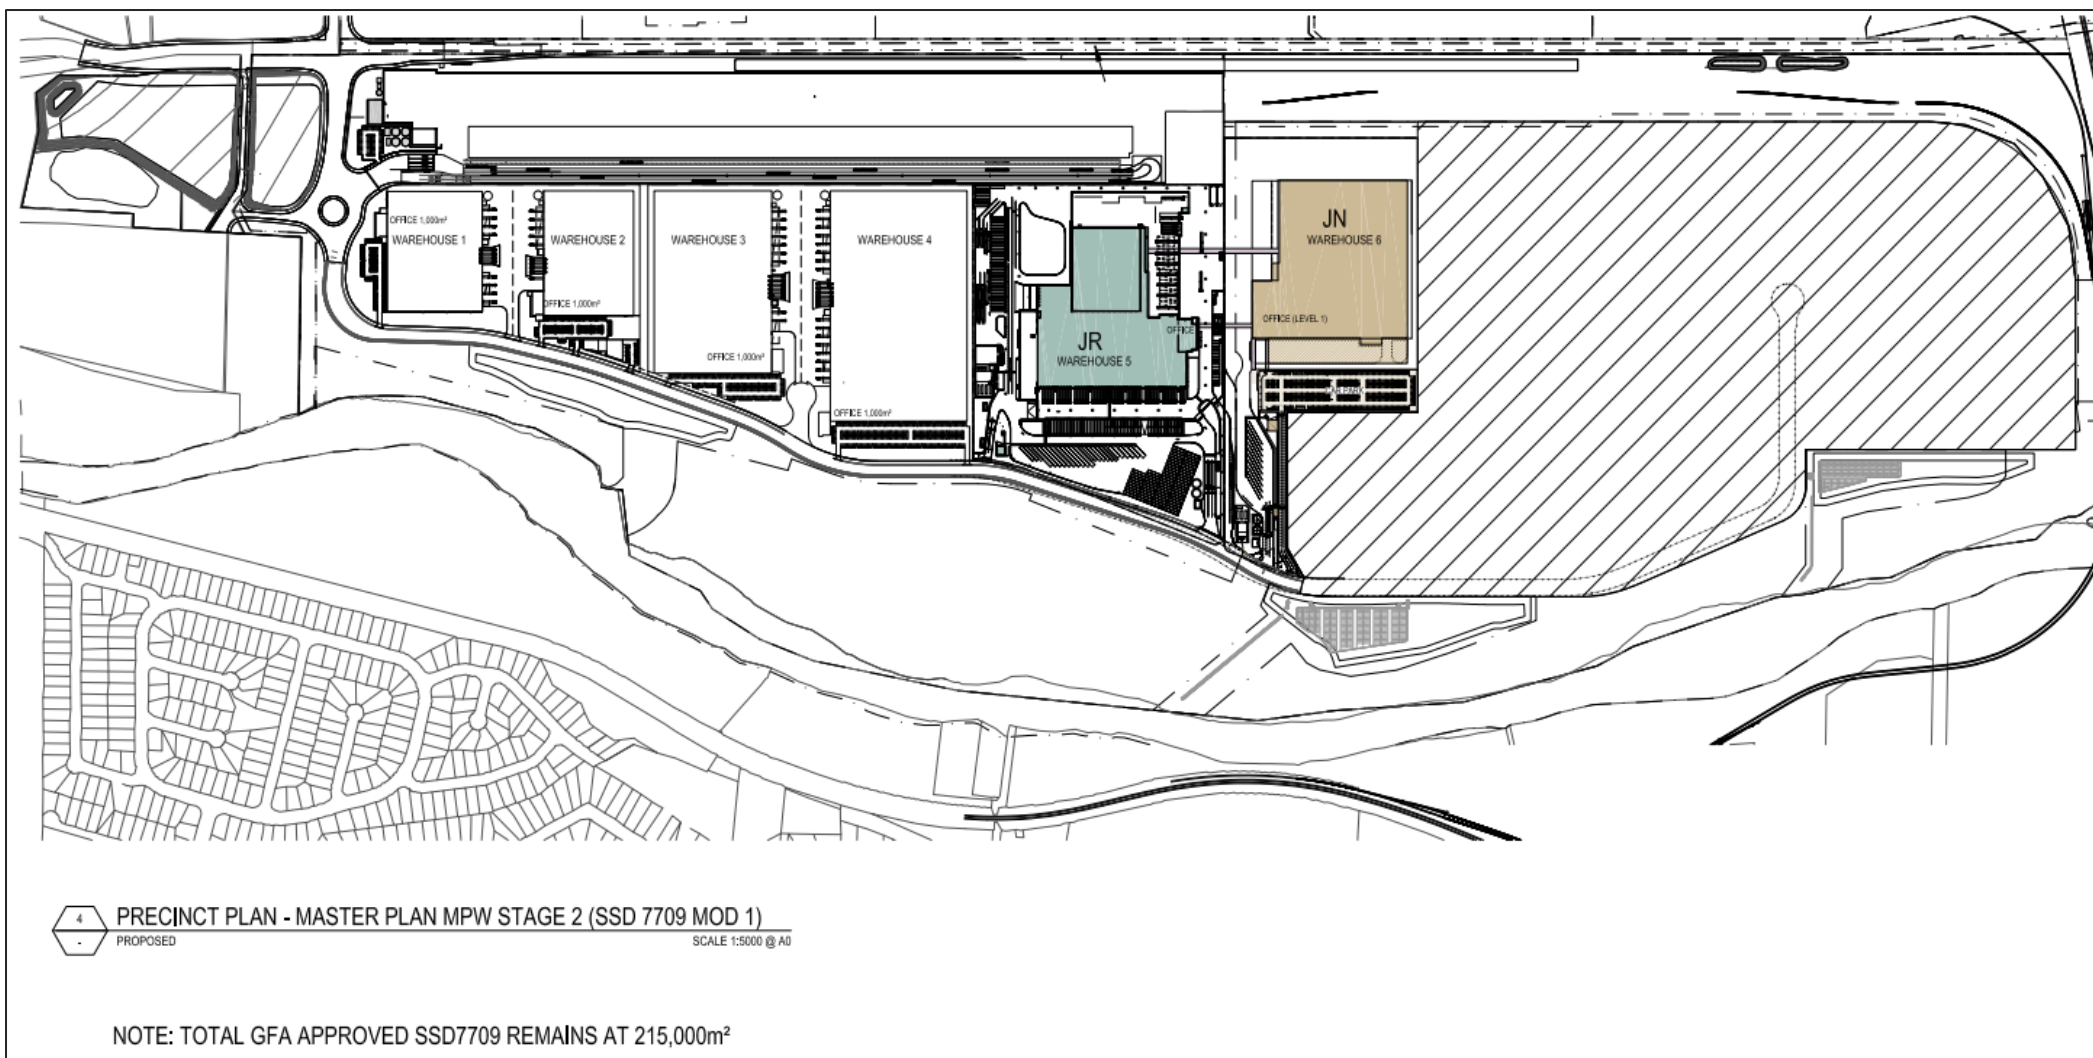 OFFICE 1,000m²
WAREHOUSE 1
WAREHOUSE 2
OFFICE 1,000m²
WAREHOUSE 3
OFFICE 1,000m²
WAREHOUSE 4
OFFICE 1,000m²
JR
WAREHOUSE 5
OFFICE
JN
WAREHOUSE 6
OFFICE (LEVEL 1)
CAR PARK
4
-
PRECINCT PLAN - MASTER PLAN MPW STAGE 2 (SSD 7709 MOD 1)
PROPOSED
SCALE 1:5000 @ A0
NOTE: TOTAL GFA APPROVED SSD7709 REMAINS AT 215,000m²